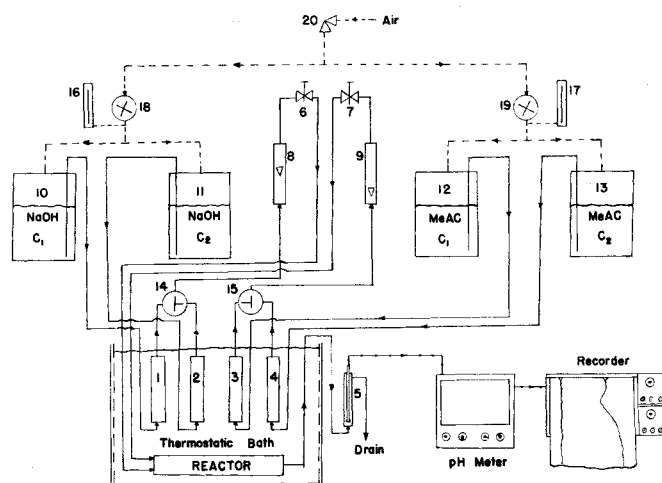 20
Air
16
18
6
7
19
17
8
9
10
NaOH
C₁
11
NaOH
C₂
12
MeAC
C₁
13
MeAC
C₂
14
15
1
2
3
4
5
Thermostatic Bath
REACTOR
Drain
pH Meter
Recorder